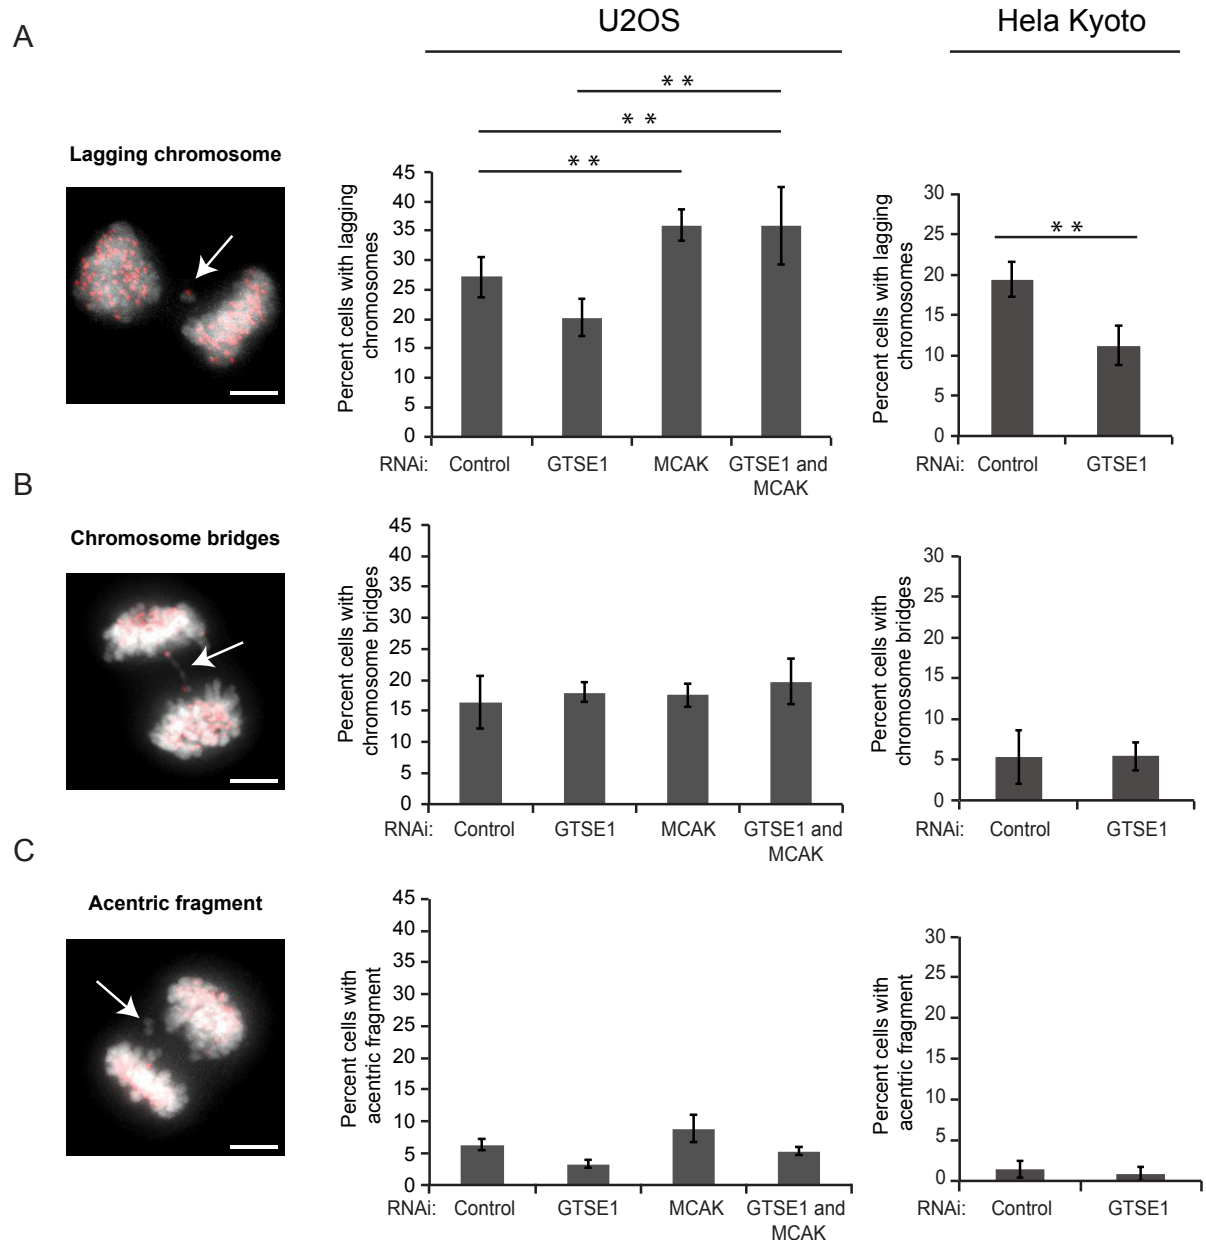 U2OS
Hela Kyoto
A
* *
* *
* *
Lagging chromosome
Percent cells with lagging
chromosomes
45
40
35
30
25
20
15
10
5
0
RNAi: Control GTSE1 MCAK GTSE1 and
MCAK
Percent cells with lagging
chromosomes
30
25
20
15
10
5
0
* *
RNAi: Control GTSE1
B
Chromosome bridges
Percent cells with
chromosome bridges
45
40
35
30
25
20
15
10
5
0
RNAi: Control GTSE1 MCAK GTSE1 and
MCAK
Percent cells with
chromosome bridges
30
25
20
15
10
5
0
RNAi: Control GTSE1
C
Acentric fragment
Percent cells with
acentric fragment
45
40
35
30
25
20
15
10
5
0
RNAi: Control GTSE1 MCAK GTSE1 and
MCAK
Percent cells with
acentric fragment
30
25
20
15
10
5
0
RNAi: Control GTSE1